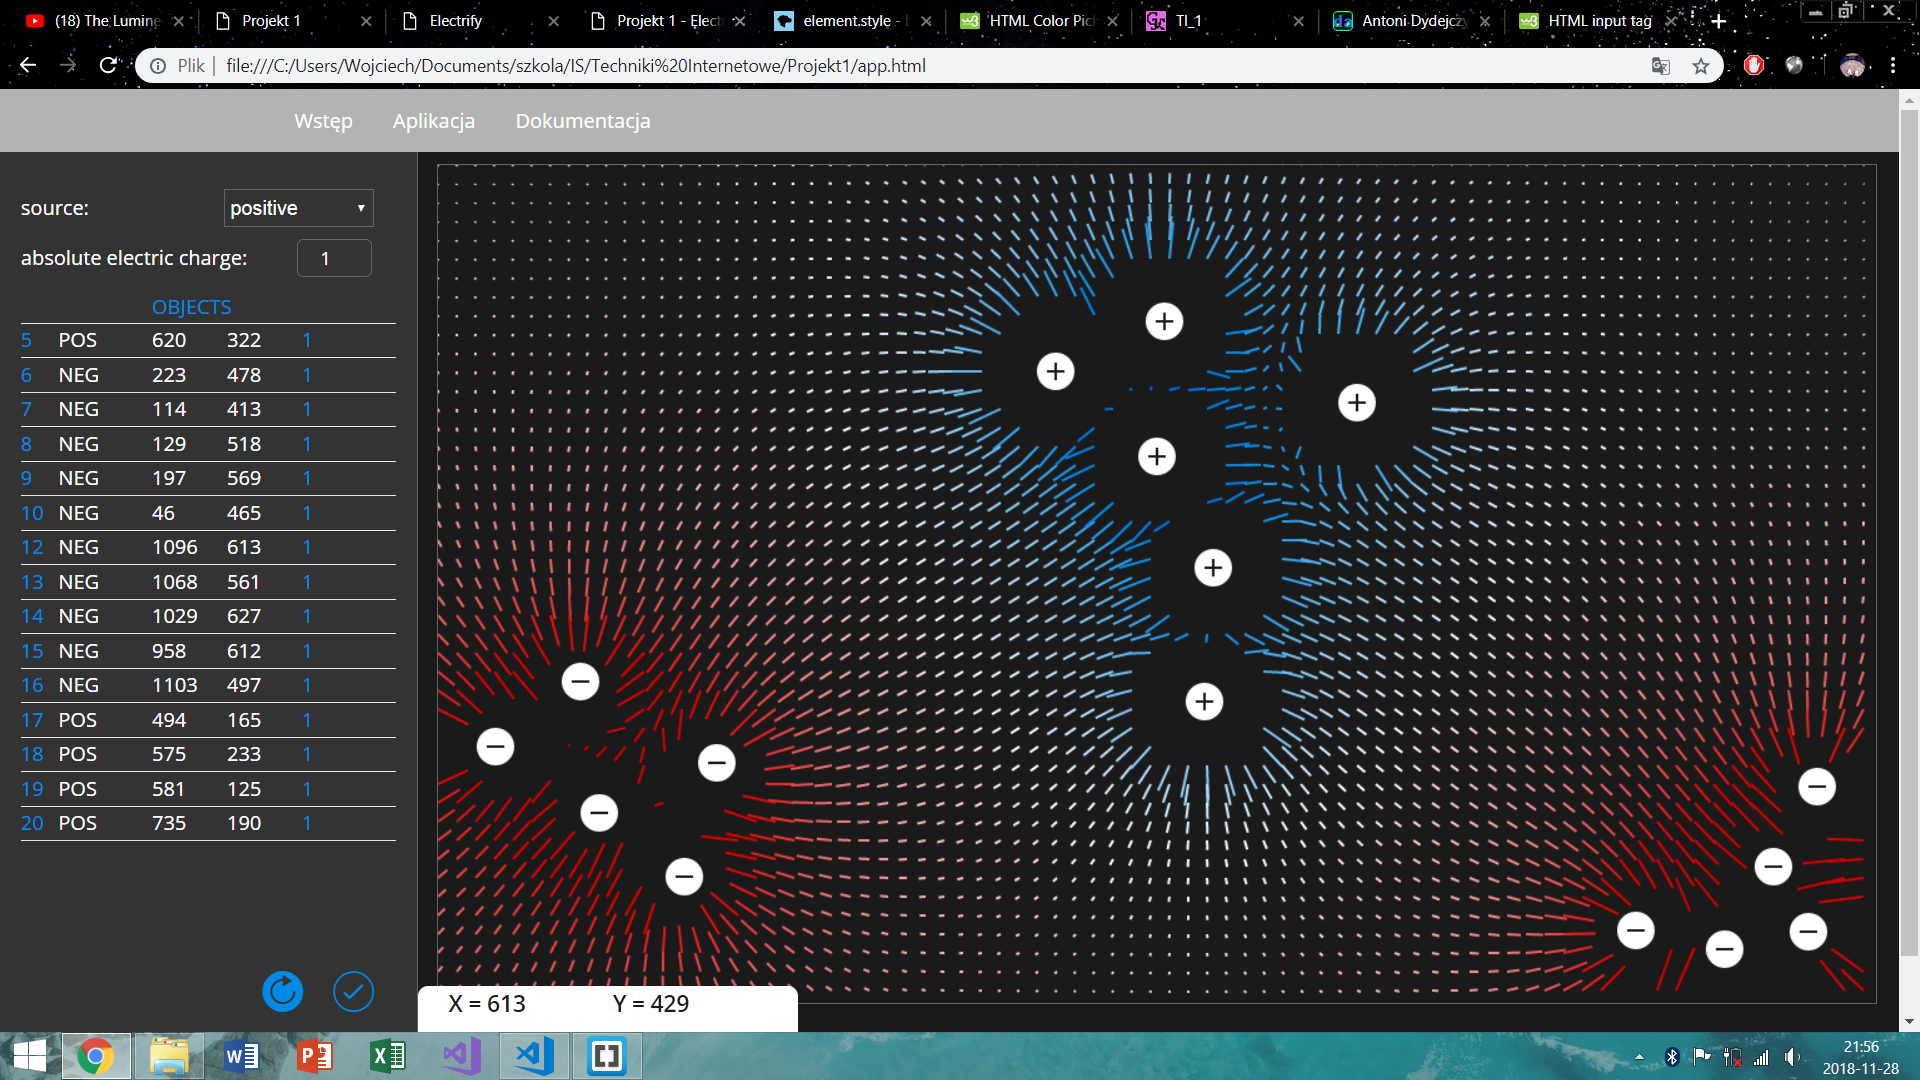 (18) The Lumine
Projekt 1
Electrify
Projekt 1 - Elect
element.style -
HTML Color Pic
TI_1
Antoni Dydejczy
HTML input tag
Plik
file:///C:/Users/Wojciech/Documents/szkola/IS/Techniki%20Internetowe/Projekt1/app.html
Wstęp Aplikacja Dokumentacja
source: positive
absolute electric charge: 1
OBJECTS
5 POS 620 322 1
6 NEG 223 478 1
7 NEG 114 413 1
8 NEG 129 518 1
9 NEG 197 569 1
10 NEG 46 465 1
12 NEG 1096 613 1
13 NEG 1068 561 1
14 NEG 1029 627 1
15 NEG 958 612 1
16 NEG 1103 497 1
17 POS 494 165 1
18 POS 575 233 1
19 POS 581 125 1
20 POS 735 190 1
X = 613 Y = 429
21:56
2018-11-28